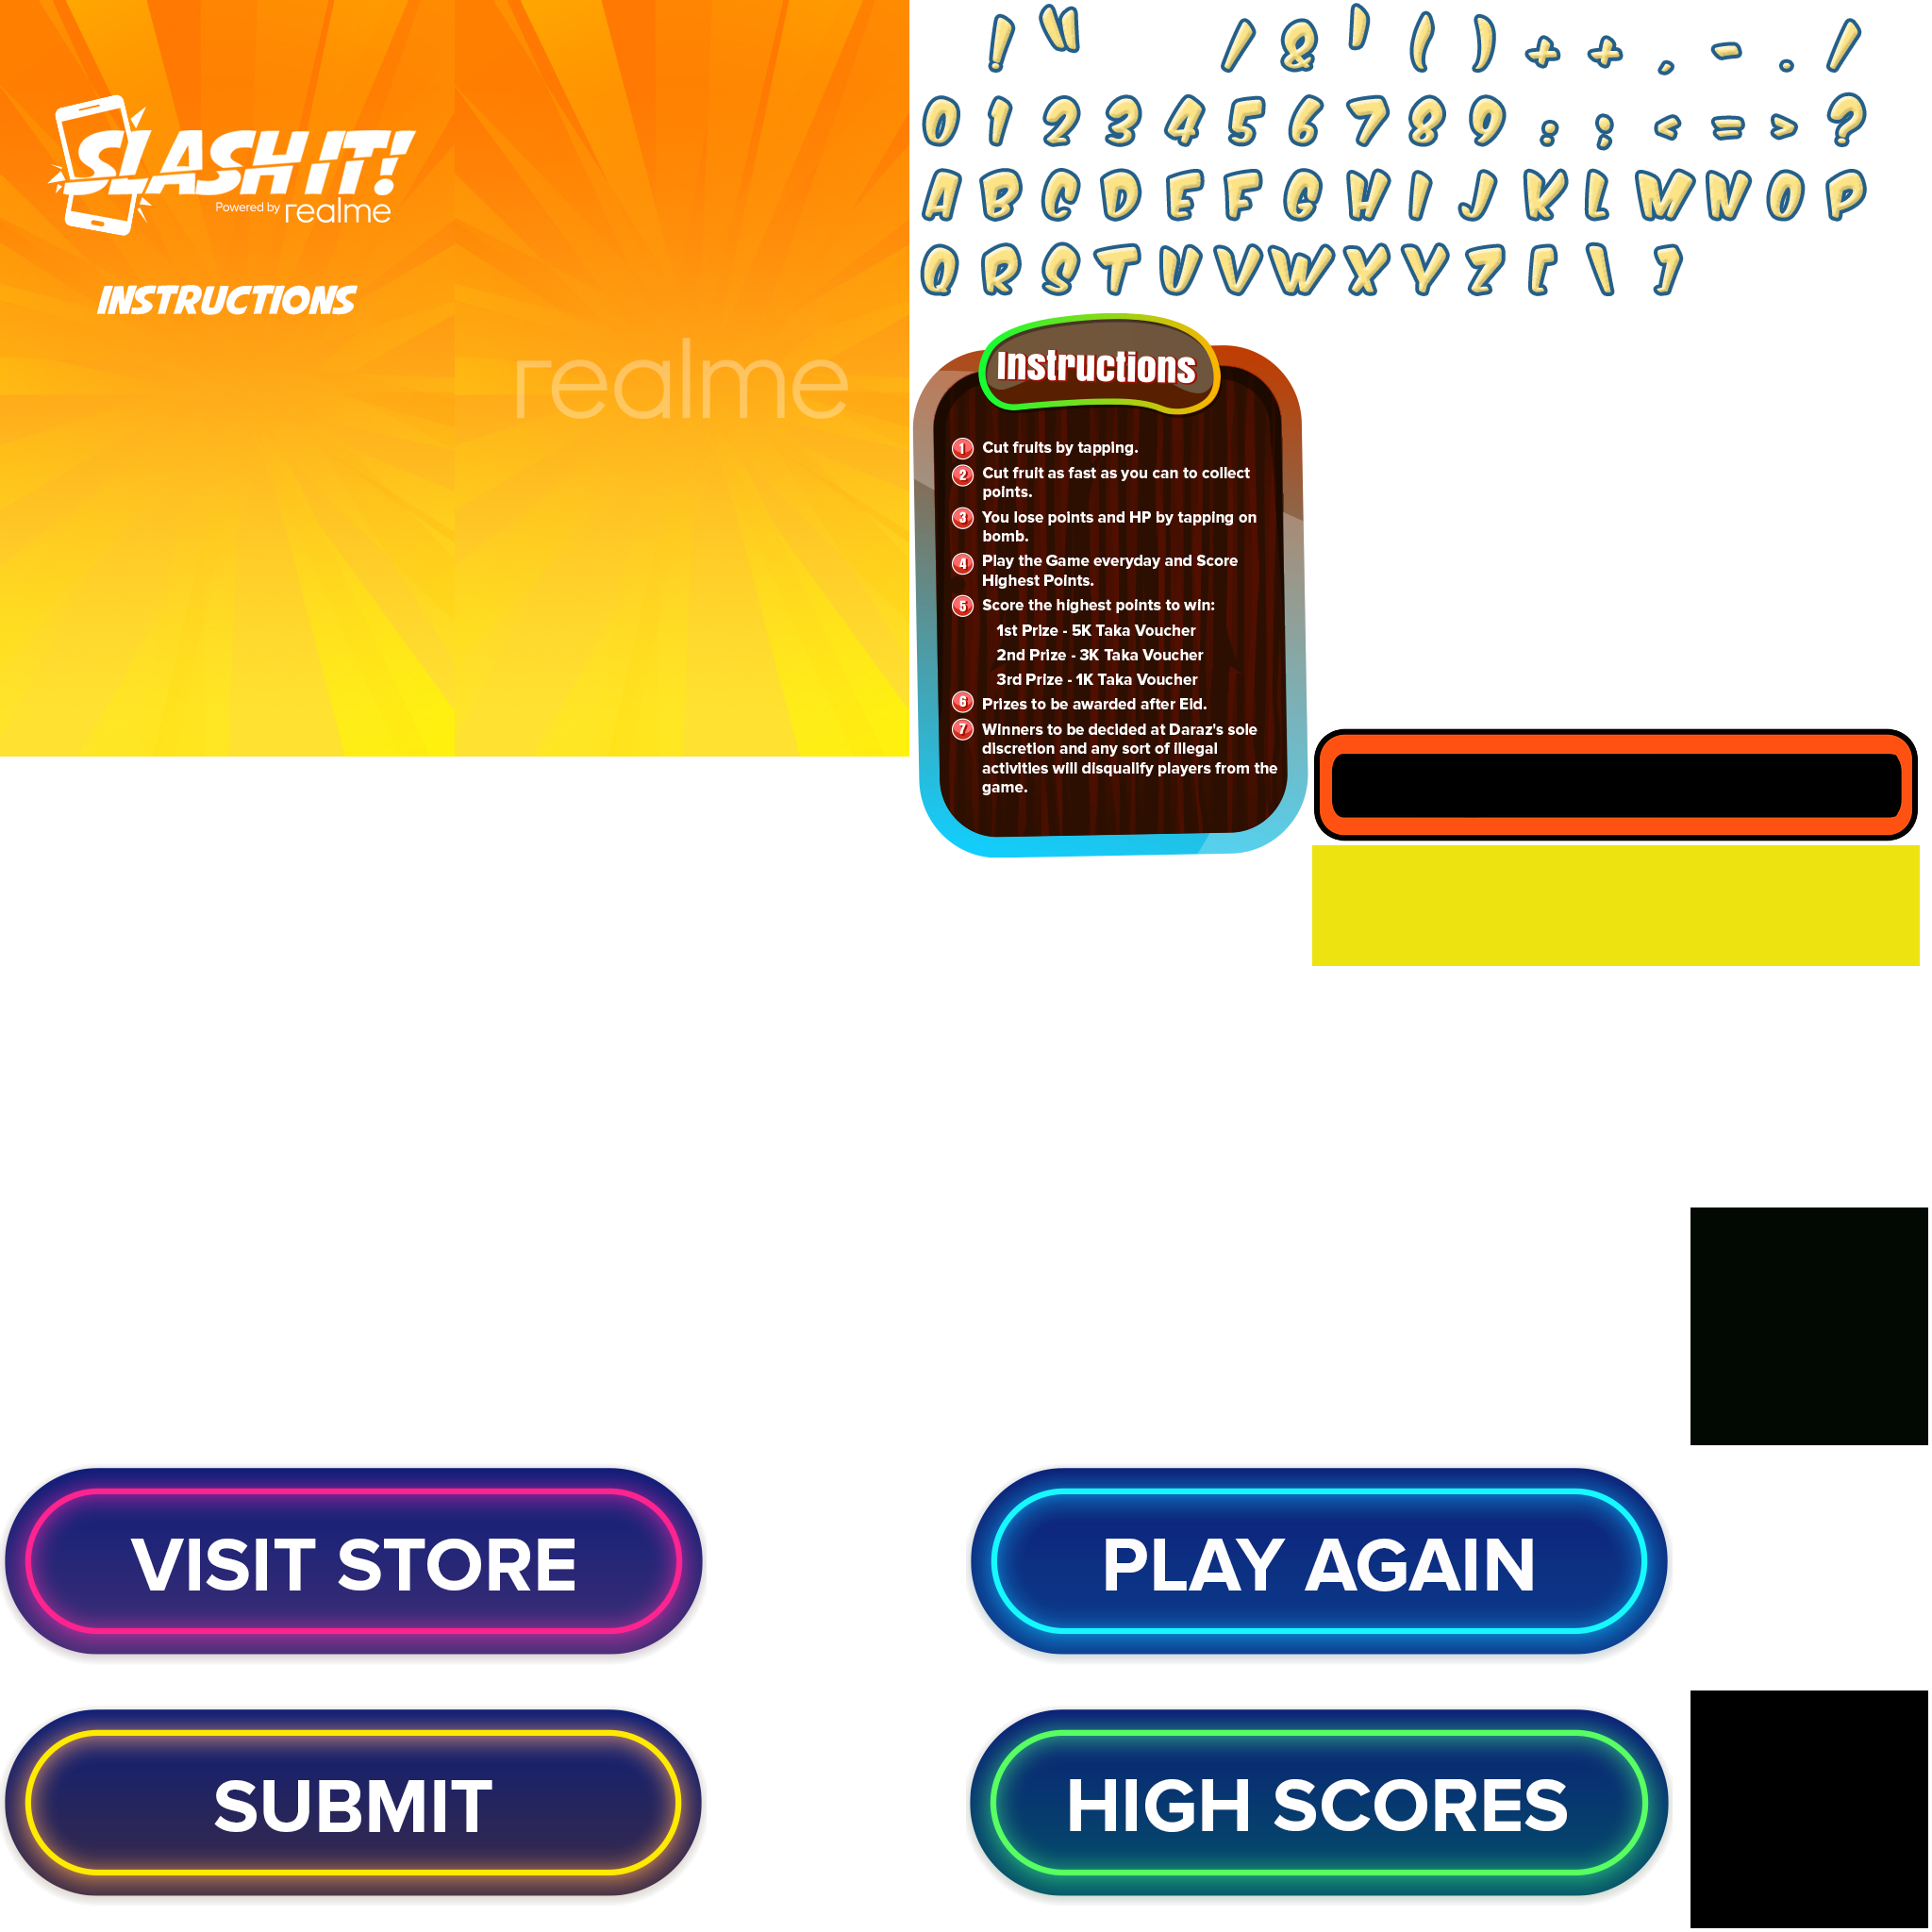 SLASH IT!
Powered by realme
INSTRUCTIONS
realme
! " / & ' ( ) + + , - . /
0 1 2 3 4 5 6 7 8 9 : ; < = > ?
A B C D E F G H I J K L M N O P
Q R S T U V W X Y Z [ \ ]
Instructions
1 Cut fruits by tapping.
2 Cut fruit as fast as you can to collect
points.
3 You lose points and HP by tapping on
bomb.
4 Play the Game everyday and Score
Highest Points.
5 Score the highest points to win:
1st Prize - 5K Taka Voucher
2nd Prize - 3K Taka Voucher
3rd Prize - 1K Taka Voucher
6 Prizes to be awarded after Eid.
7 Winners to be decided at Daraz's sole
discretion and any sort of illegal
activities will disqualify players from the
game.
VISIT STORE
PLAY AGAIN
SUBMIT
HIGH SCORES